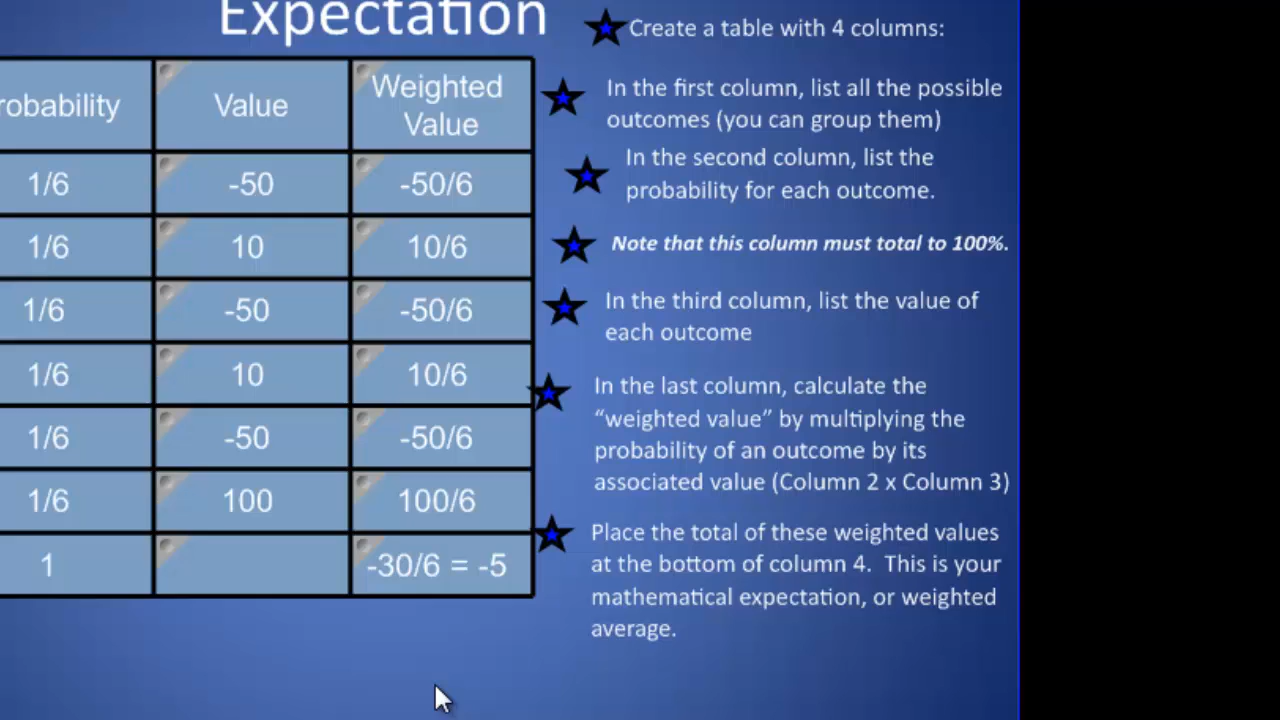 Expectation
robability Value Weighted
Value
1/6 -50 -50/6
1/6 10 10/6
1/6 -50 -50/6
1/6 10 10/6
1/6 -50 -50/6
1/6 100 100/6
1 -30/6 = -5
Create a table with 4 columns:
In the first column, list all the possible
outcomes (you can group them)
In the second column, list the
probability for each outcome.
Note that this column must total to 100%.
In the third column, list the value of
each outcome
In the last column, calculate the
“weighted value” by multiplying the
probability of an outcome by its
associated value (Column 2 x Column 3)
Place the total of these weighted values
at the bottom of column 4.  This is your
mathematical expectation, or weighted
average.